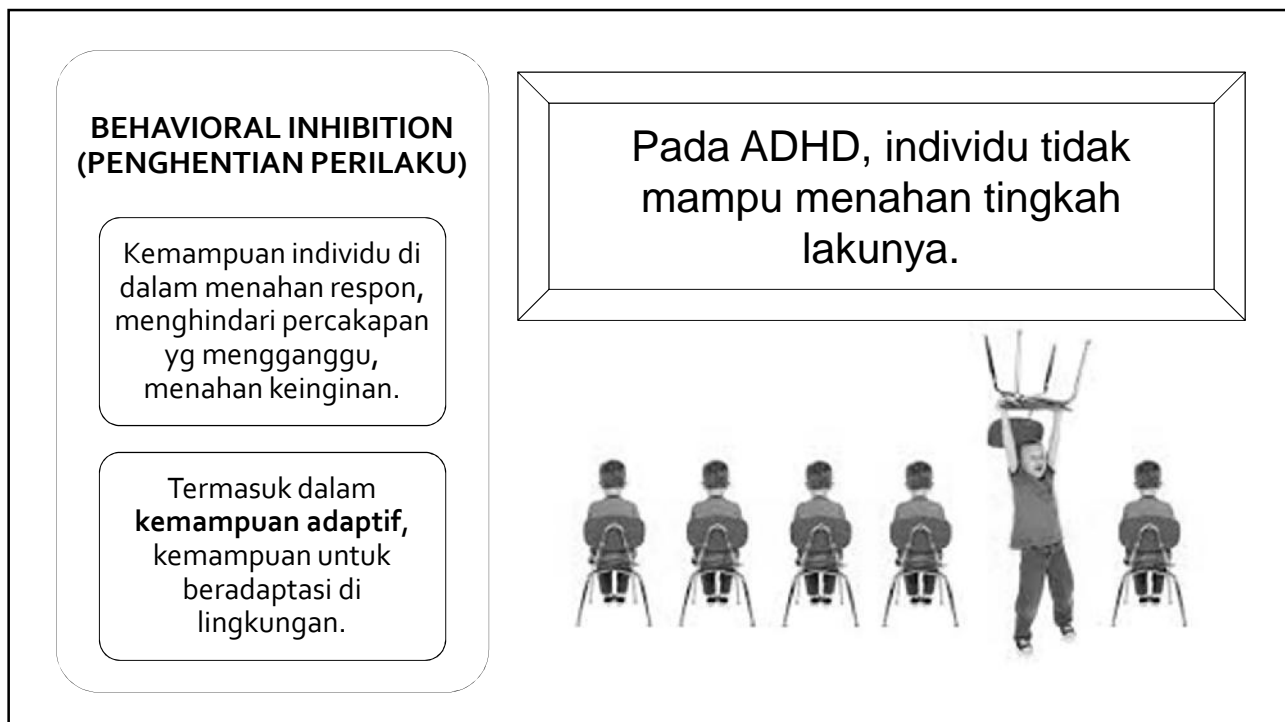 BEHAVIORAL INHIBITION
(PENGHENTIAN PERILAKU)
Kemampuan individu di
dalam menahan respon,
menghindari percakapan
yg mengganggu,
menahan keinginan.
Termasuk dalam
kemampuan adaptif,
kemampuan untuk
beradaptasi di
lingkungan.
Pada ADHD, individu tidak
mampu menahan tingkah
lakunya.